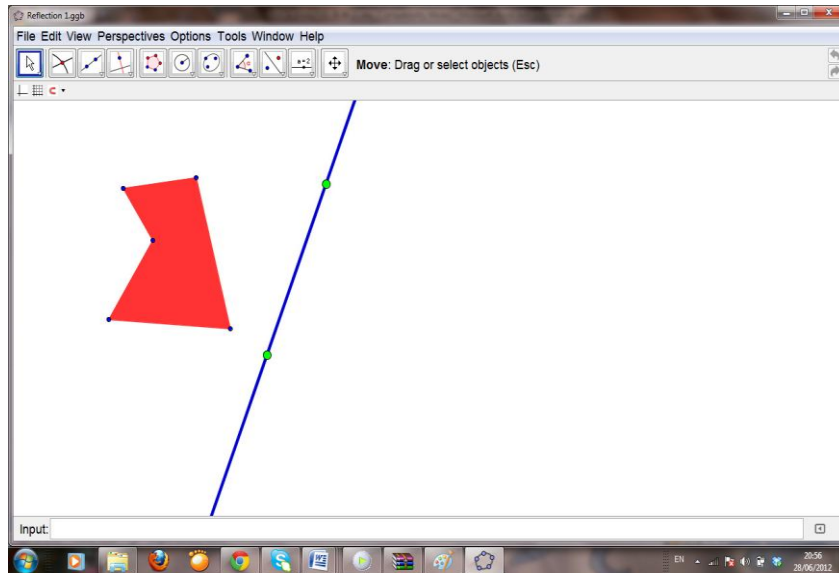 Reflection 1.ggb
File Edit View Perspectives Options Tools Window Help
a=2
Move: Drag or select objects (Esc)
Input:
EN
20:56
28/06/2012